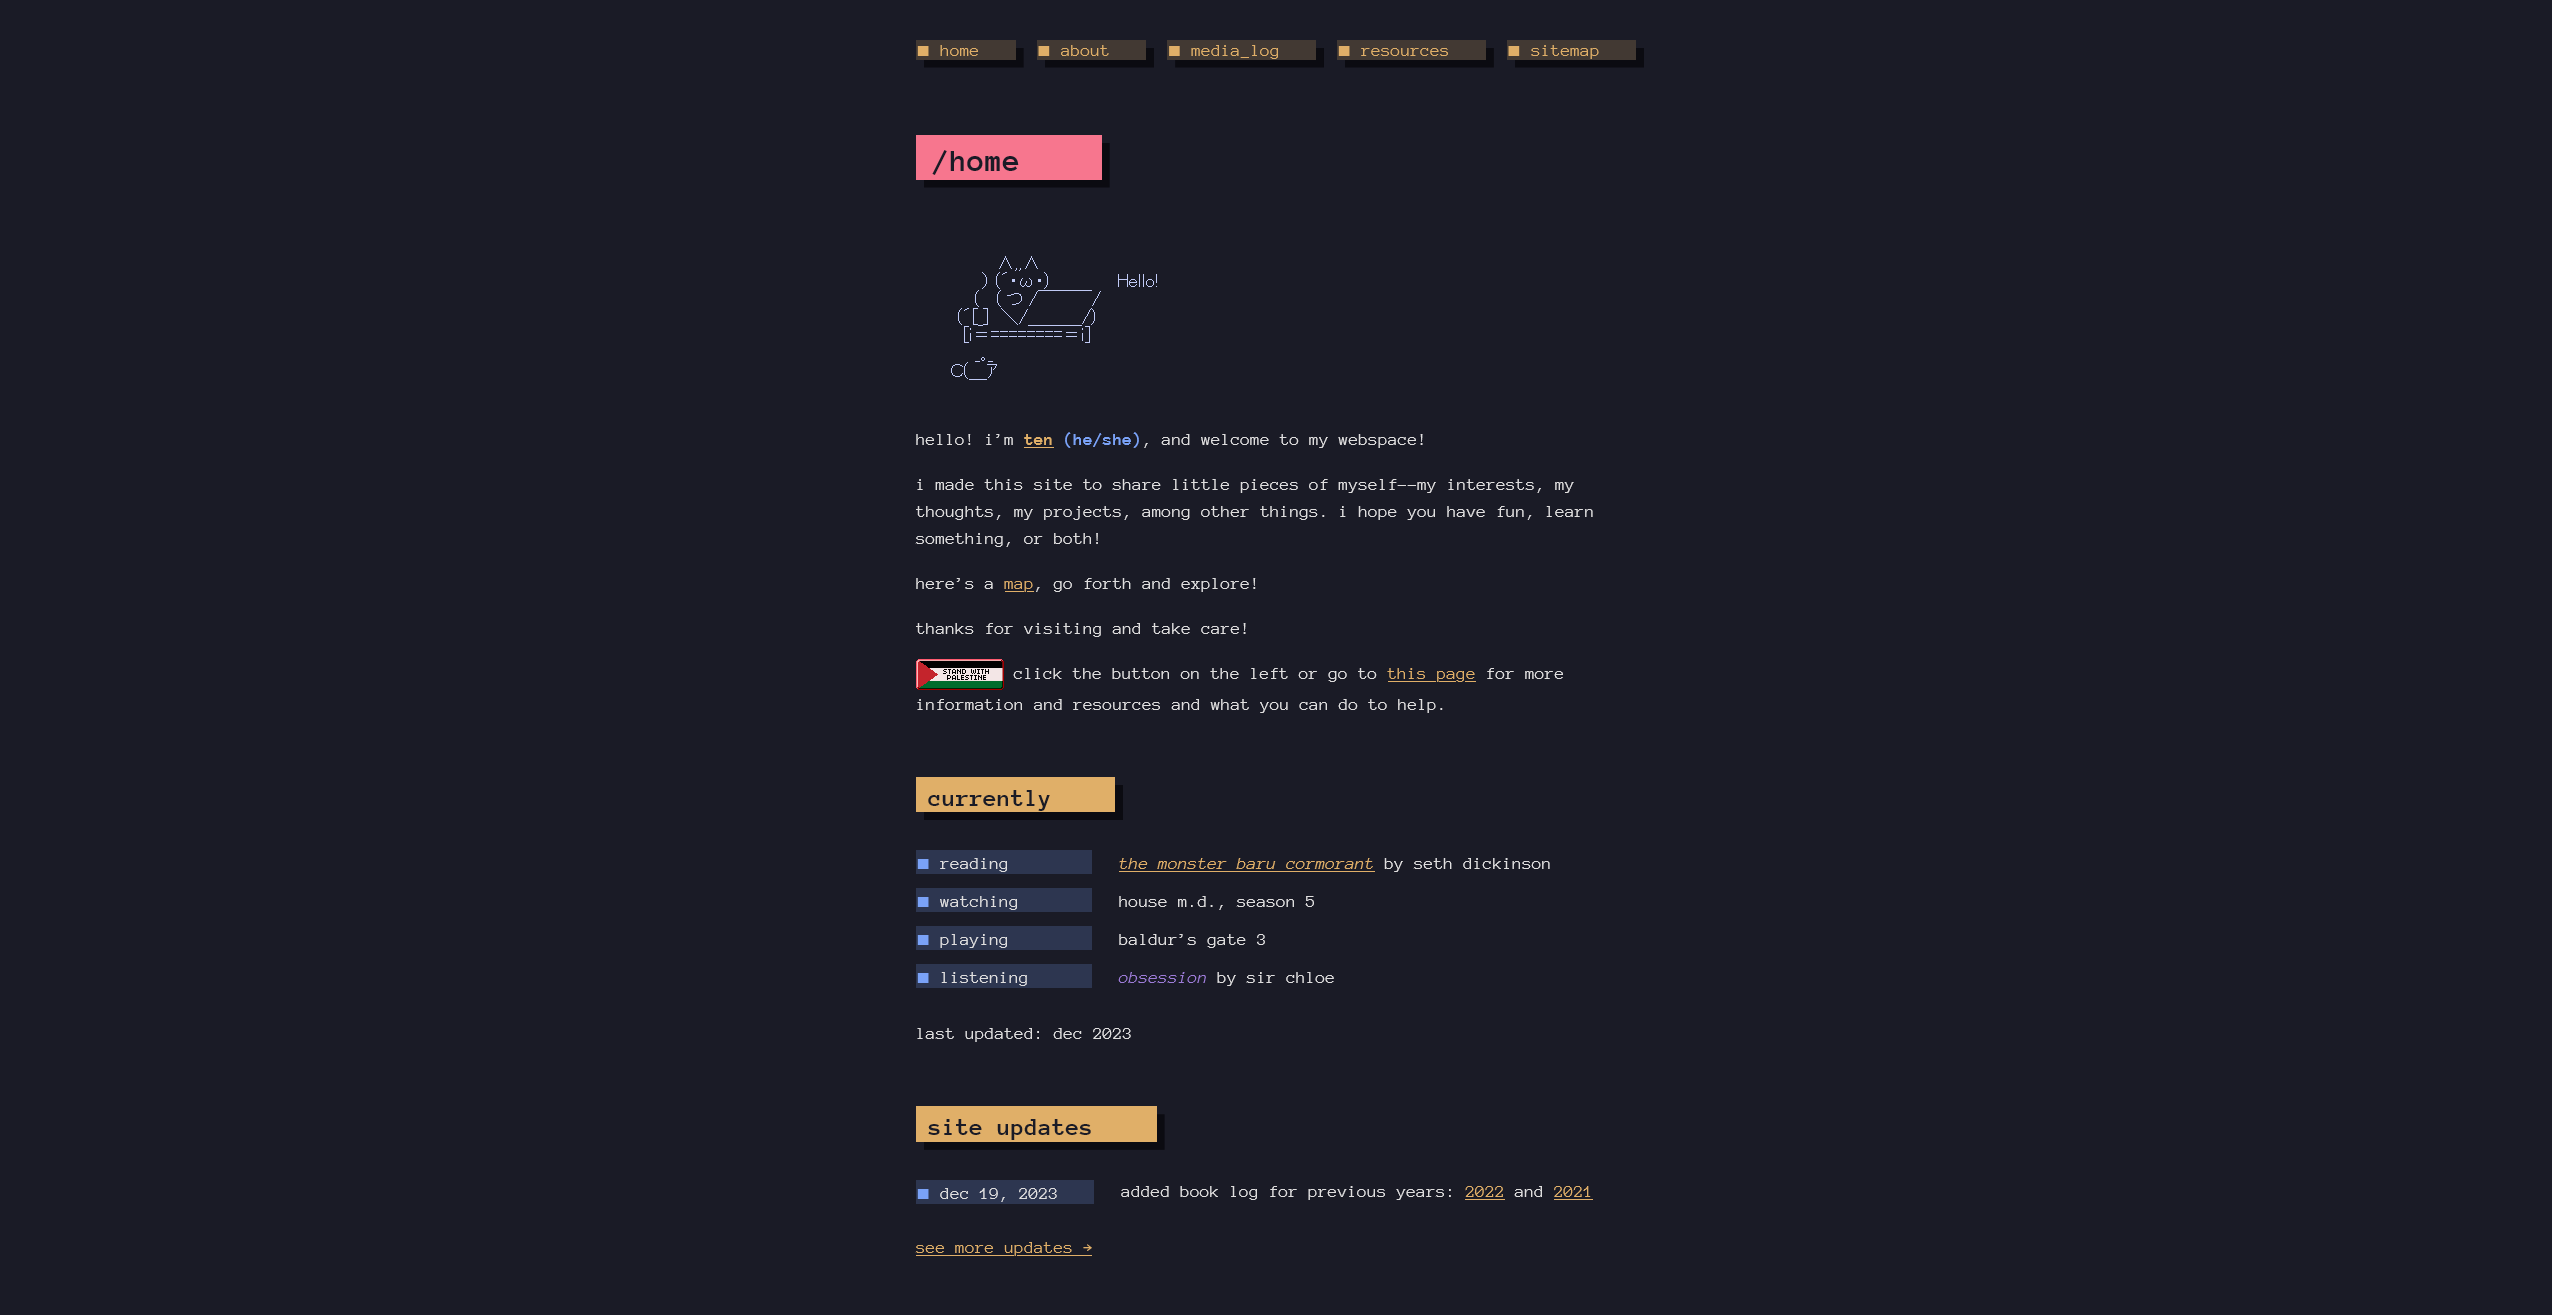 ■ home ■ about ■ media_log ■ resources ■ sitemap
/home
Hello!
hello! i’m ten (he/she), and welcome to my webspace!
i made this site to share little pieces of myself--my interests, my
thoughts, my projects, among other things. i hope you have fun, learn
something, or both!
here’s a map, go forth and explore!
thanks for visiting and take care!
STAND WITH
PALESTINE
click the button on the left or go to this page for more
information and resources and what you can do to help.
currently
■ reading the monster baru cormorant by seth dickinson
■ watching house m.d., season 5
■ playing baldur’s gate 3
■ listening obsession by sir chloe
last updated: dec 2023
site updates
■ dec 19, 2023 added book log for previous years: 2022 and 2021
see more updates →